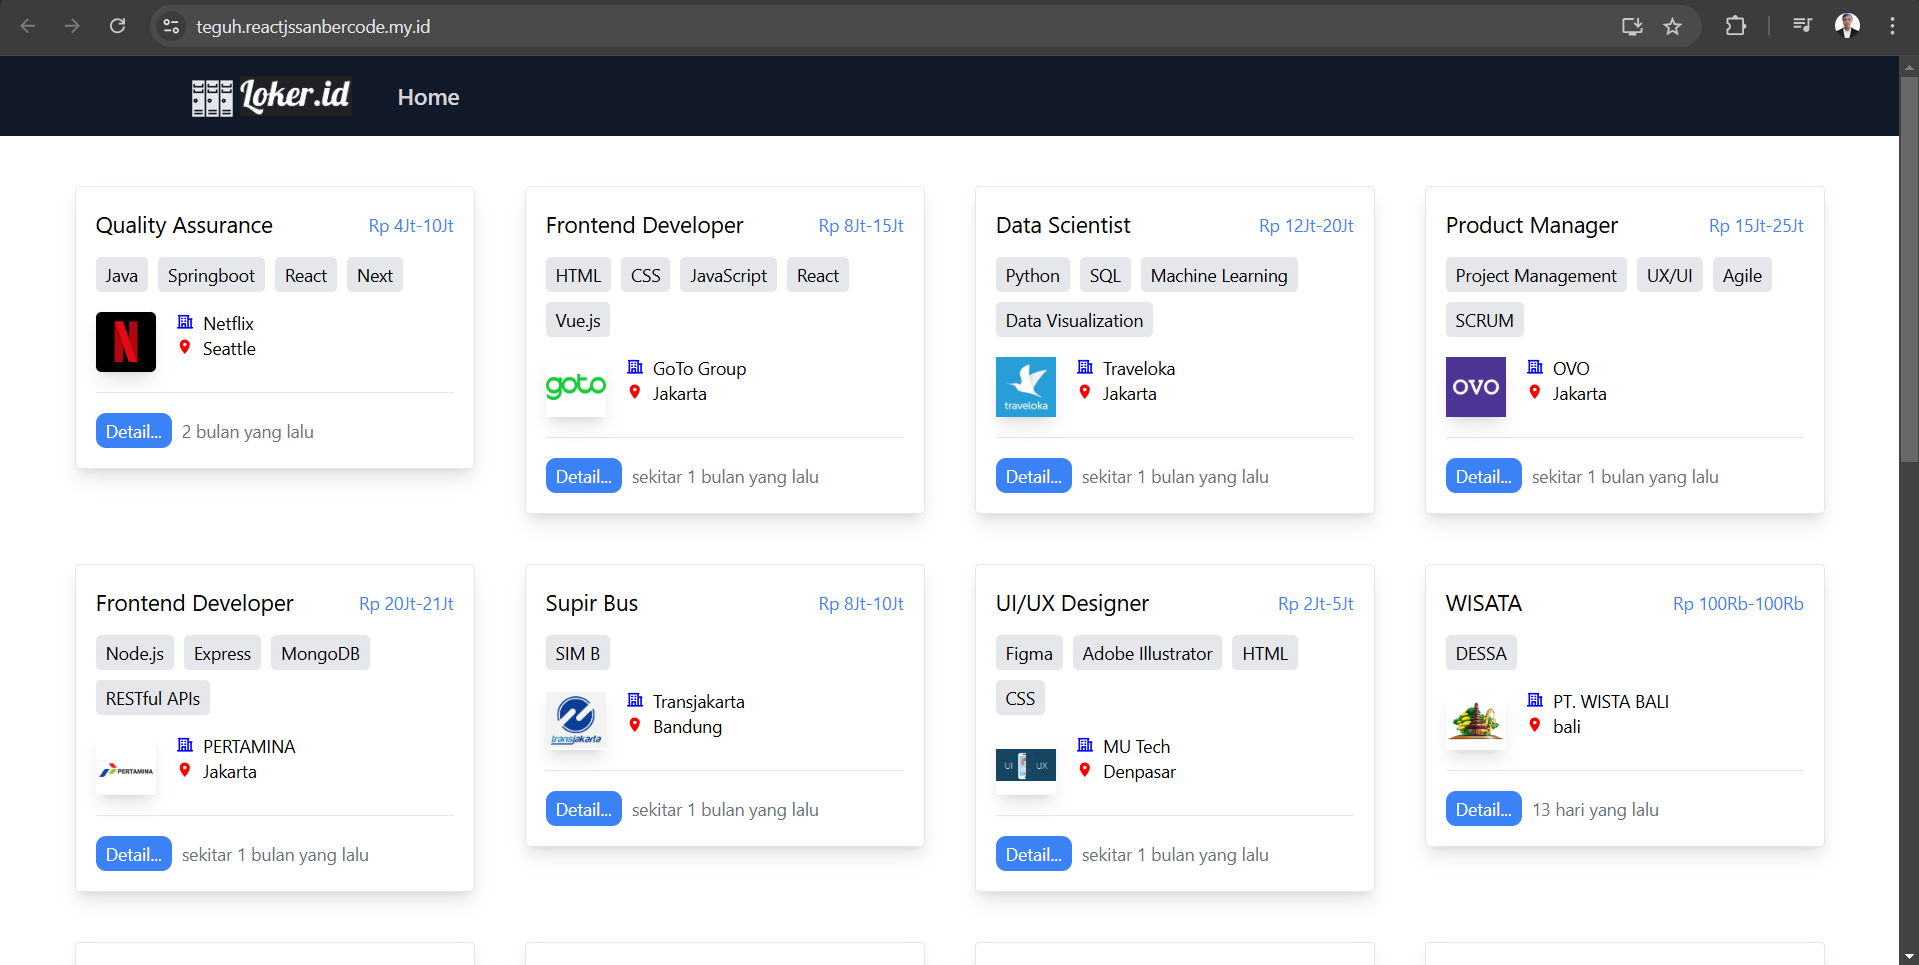 teguh.reactjssanbercode.my.id
Loker.id Home
Quality Assurance Rp 4Jt-10Jt
Java Springboot React Next
N
Netflix
Seattle
Detail... 2 bulan yang lalu
Frontend Developer Rp 8Jt-15Jt
HTML CSS JavaScript React
Vue.js
goto
GoTo Group
Jakarta
Detail... sekitar 1 bulan yang lalu
Data Scientist Rp 12Jt-20Jt
Python SQL Machine Learning
Data Visualization
traveloka
Traveloka
Jakarta
Detail... sekitar 1 bulan yang lalu
Product Manager Rp 15Jt-25Jt
Project Management UX/UI Agile
SCRUM
OVO
OVO
Jakarta
Detail... sekitar 1 bulan yang lalu
Frontend Developer Rp 20Jt-21Jt
Node.js Express MongoDB
RESTful APIs
PERTAMINA
PERTAMINA
Jakarta
Detail... sekitar 1 bulan yang lalu
Supir Bus Rp 8Jt-10Jt
SIM B
transjakarta
Transjakarta
Bandung
Detail... sekitar 1 bulan yang lalu
UI/UX Designer Rp 2Jt-5Jt
Figma Adobe Illustrator HTML
CSS
UI UX
MU Tech
Denpasar
Detail... sekitar 1 bulan yang lalu
WISATA Rp 100Rb-100Rb
DESSA
PT. WISTA BALI
bali
Detail... 13 hari yang lalu